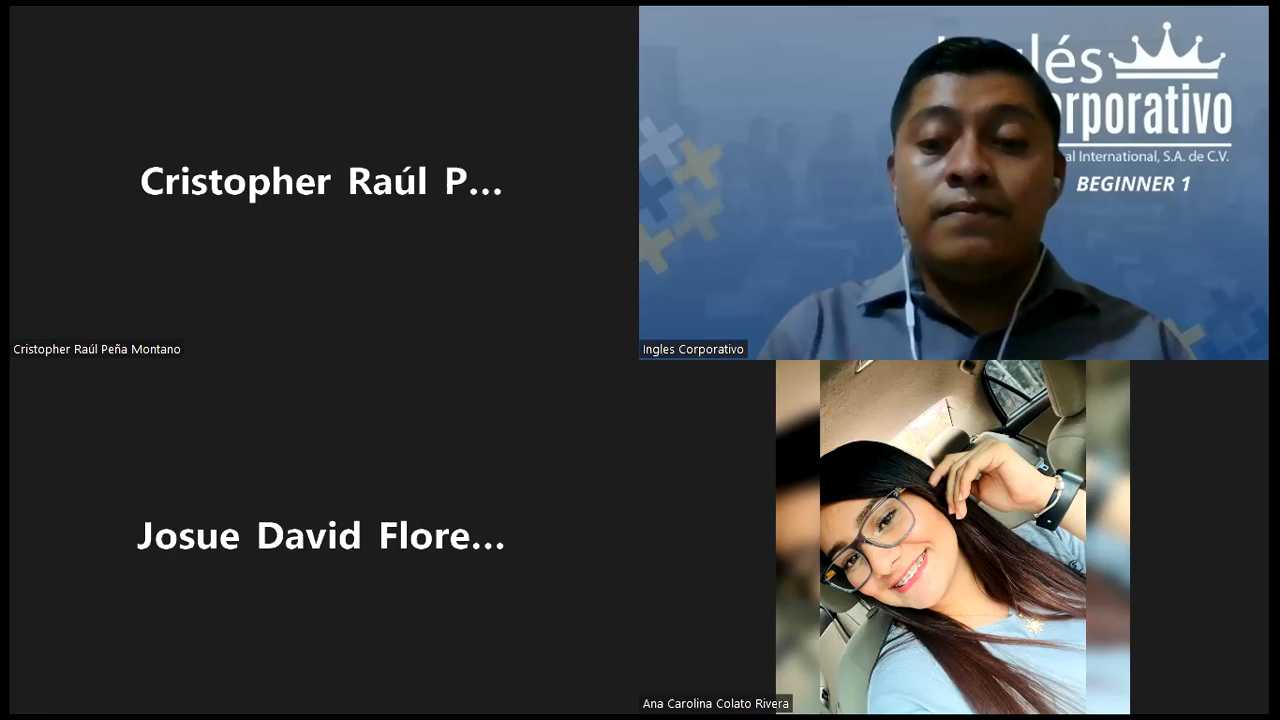 Cristopher Raúl P...
Cristopher Raúl Peña Montano
lés
orporativo
al International, S.A. de C.V.
BEGINNER 1
Ingles Corporativo
Josue David Flore...
Ana Carolina Colato Rivera